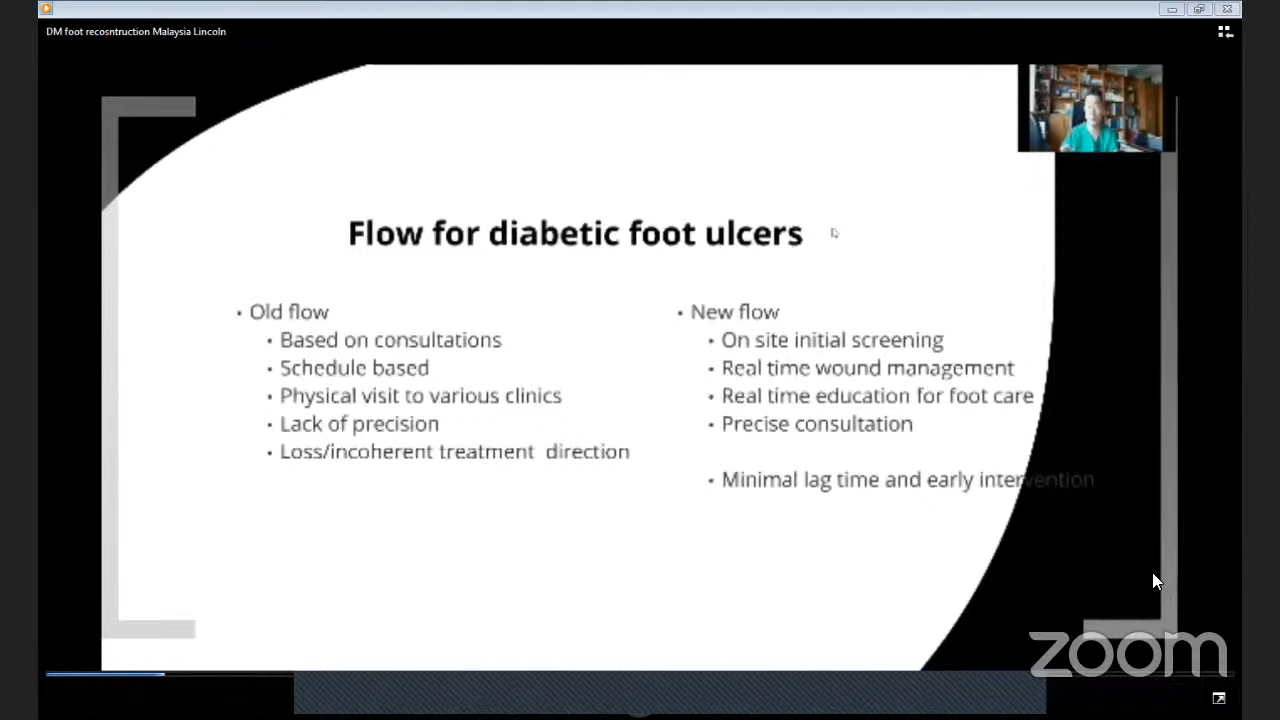 DM foot recosntruction Malaysia Lincoln
Flow for diabetic foot ulcers
• Old flow
• Based on consultations
• Schedule based
• Physical visit to various clinics
• Lack of precision
• Loss/incoherent treatment direction
• New flow
• On site initial screening
• Real time wound management
• Real time education for foot care
• Precise consultation
• Minimal lag time and early intervention
zoom